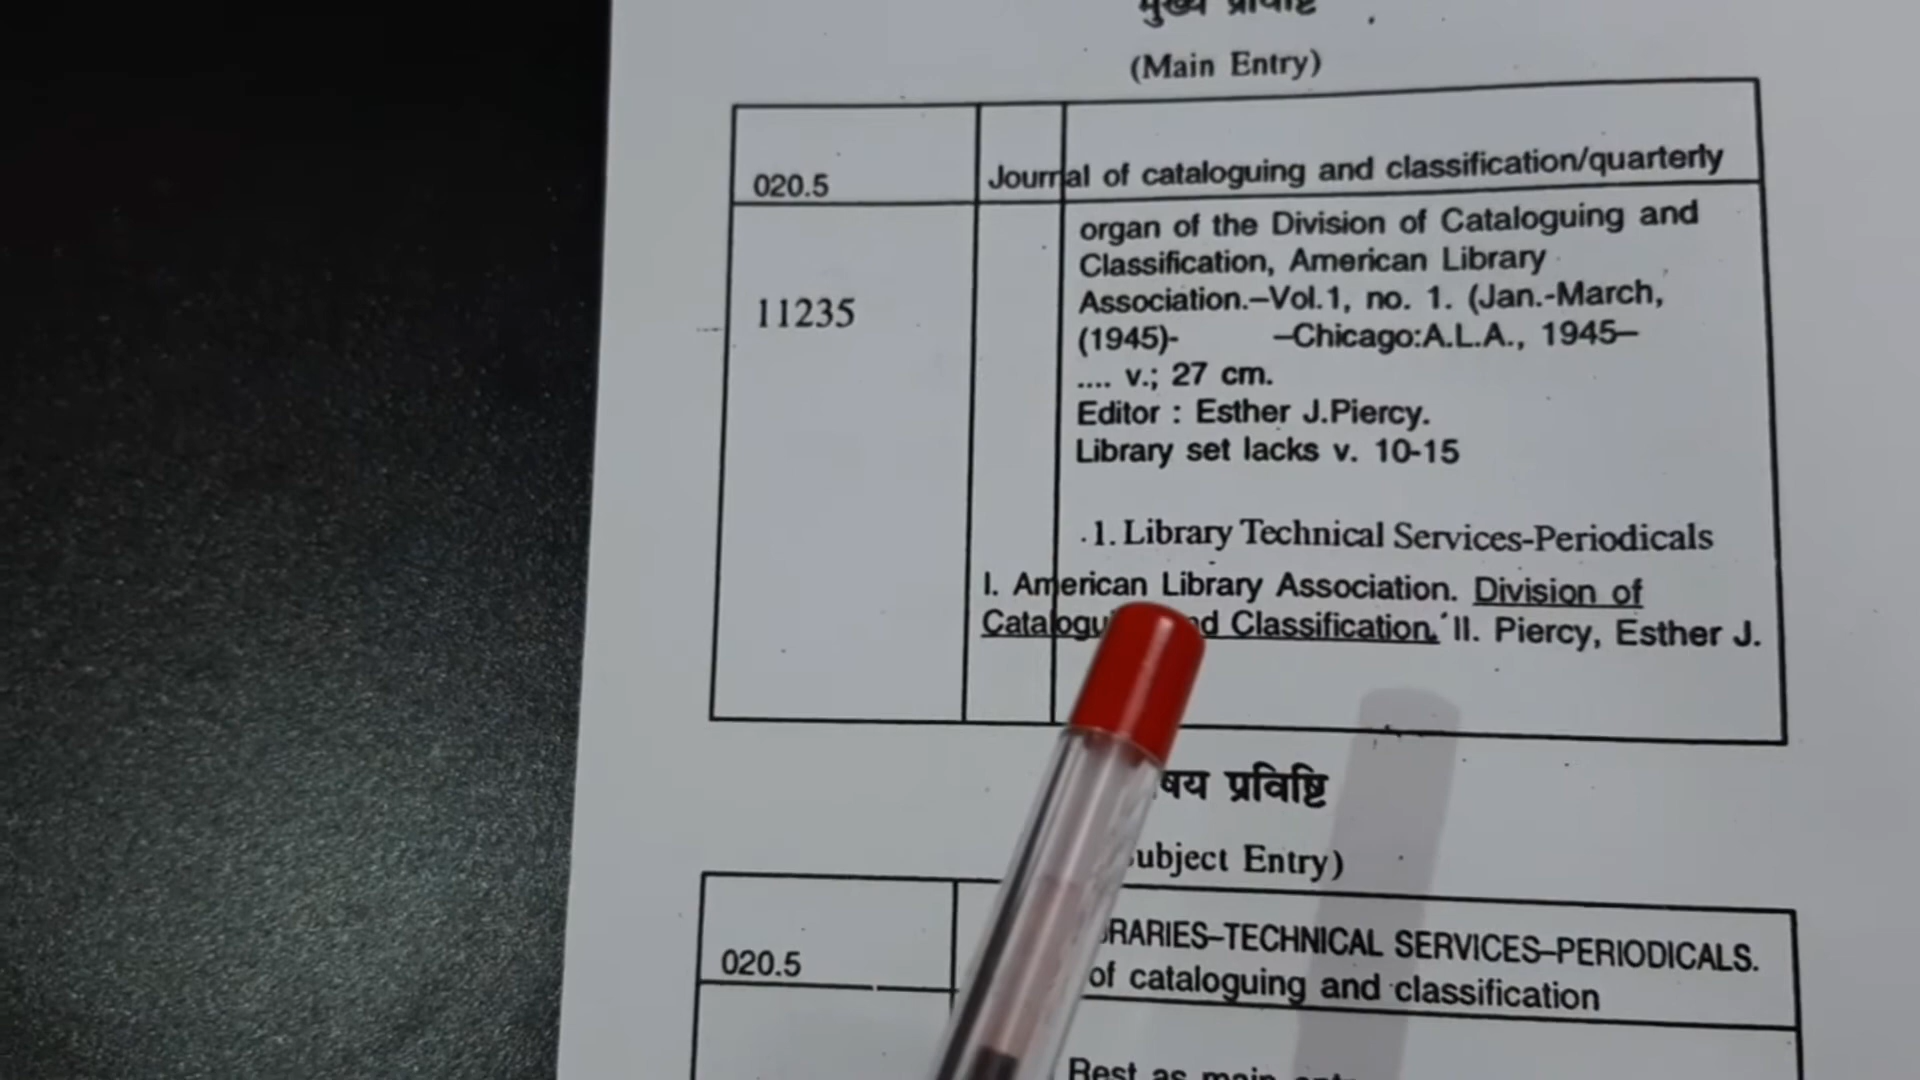 (Main Entry)
020.5 Journal of cataloguing and classification/quarterly
organ of the Division of Cataloguing and
Classification, American Library
11235 Association.–Vol.1, no. 1. (Jan.-March,
(1945)- –Chicago:A.L.A., 1945–
.... v.; 27 cm.
Editor : Esther J.Piercy.
Library set lacks v. 10-15
1. Library Technical Services-Periodicals
I. American Library Association. Division of
Classification. II. Piercy, Esther J.
प्रविष्टि
Entry)
TECHNICAL SERVICES–PERIODICALS.
020.5 of cataloguing and classification
Rest as main